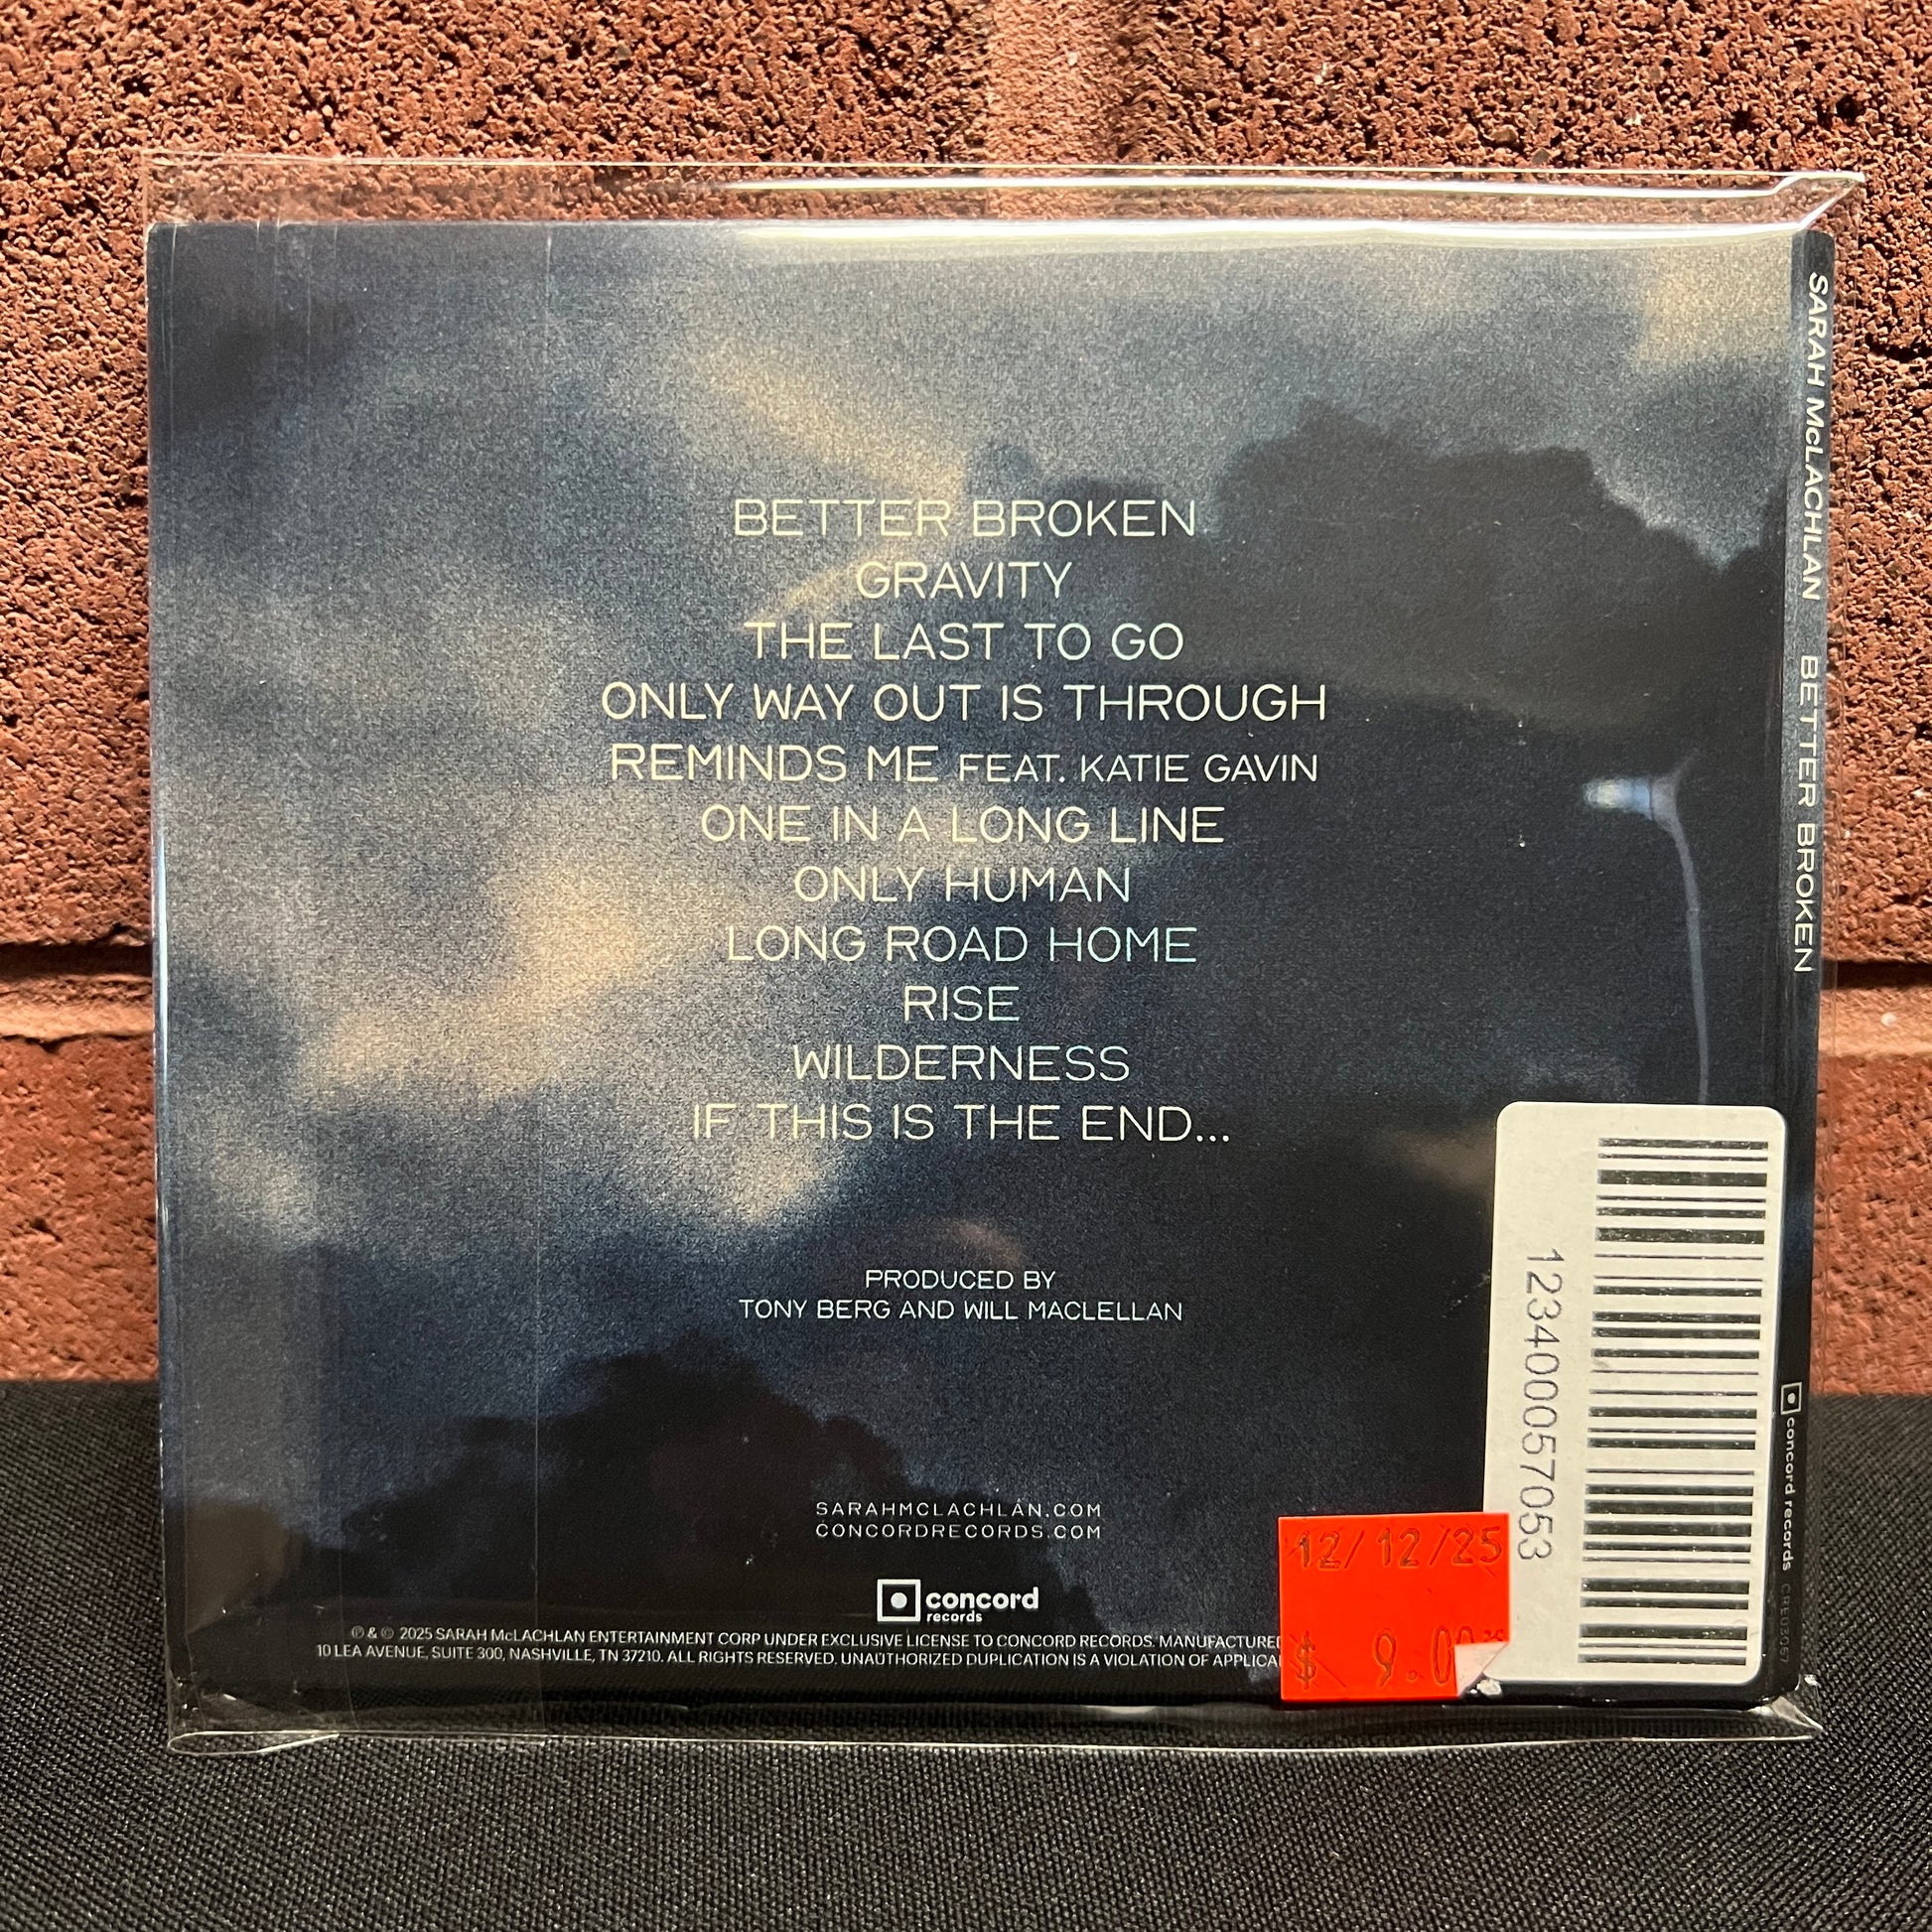 BETTER BROKEN
GRAVITY
THE LAST TO GO
ONLY WAY OUT IS THROUGH
REMINDS ME FEAT. KATIE GAVIN
ONE IN A LONG LINE
ONLY HUMAN
LONG ROAD HOME
RISE
WILDERNESS
IF THIS IS THE END...
PRODUCED BY
TONY BERG AND WILL MACLELLAN
SARAHMCLACHLAN.COM
CONCORDRECORDS.COM
concord
records
℗ & © 2025 SARAH McLACHLAN ENTERTAINMENT CORP UNDER EXCLUSIVE LICENSE TO CONCORD RECORDS. MANUFACTURED
10 LEA AVENUE, SUITE 300, NASHVILLE, TN 37210. ALL RIGHTS RESERVED. UNAUTHORIZED DUPLICATION IS A VIOLATION OF
12/12/25
$ 9.0
123400057053
SARAH McLACHLAN BETTER BROKEN
concord records